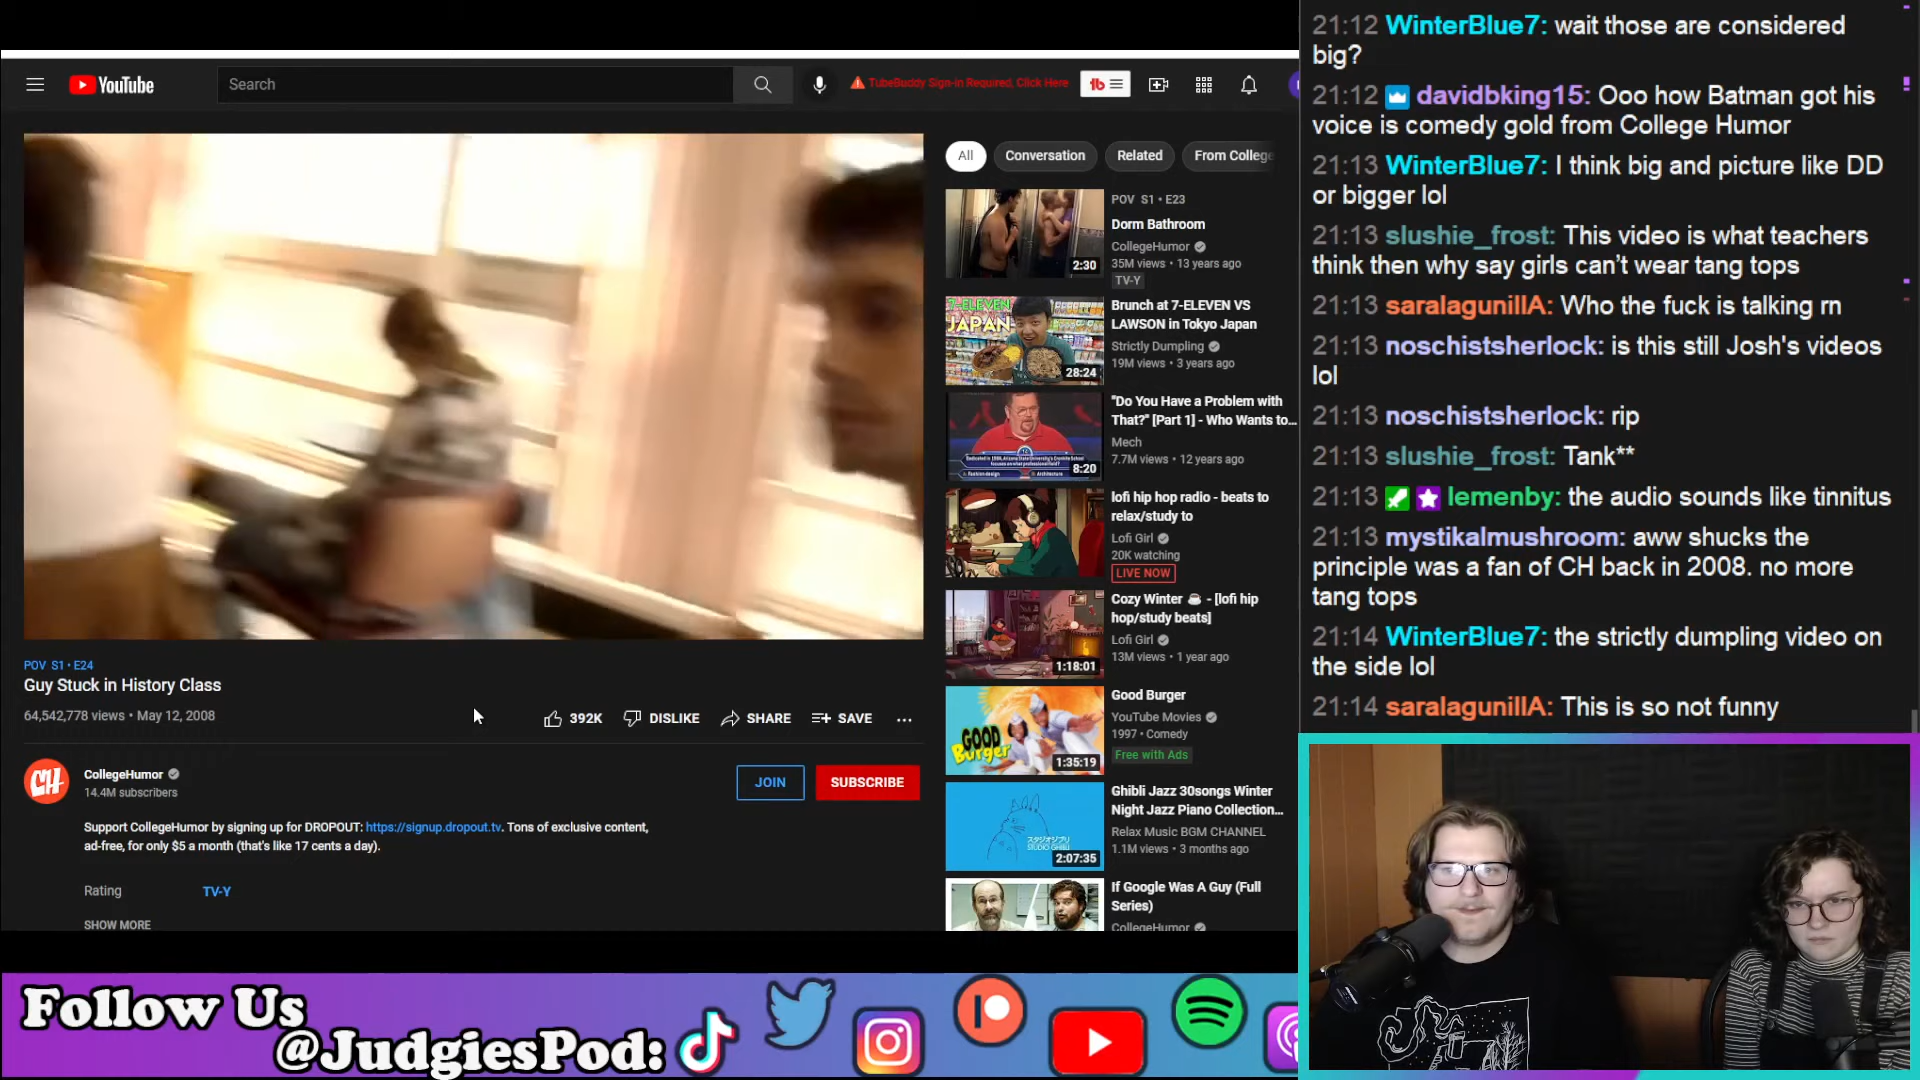 YouTube
Search
TubeBuddy Sign-in Required, Click Here
tb
All
Conversation
Related
From College
POV S1 • E23
Dorm Bathroom
CollegeHumor
35M views • 13 years ago
TV-Y
2:30
7-ELEVEN
JAPAN
28:24
Brunch at 7-ELEVEN VS
LAWSON in Tokyo Japan
Strictly Dumpling
19M views • 3 years ago
8:20
"Do You Have a Problem with
That?" [Part 1] - Who Wants to...
Mech
7.7M views • 12 years ago
lofi hip hop radio - beats to
relax/study to
Lofi Girl
20K watching
LIVE NOW
1:18:01
Cozy Winter ☕ - [lofi hip
hop/study beats]
Lofi Girl
13M views • 1 year ago
GOOD
Burger
1:35:19
Good Burger
YouTube Movies
1997 • Comedy
Free with Ads
スタジオジブリ
STUDIO GHIBLI
2:07:35
Ghibli Jazz 30songs Winter
Night Jazz Piano Collection...
Relax Music BGM CHANNEL
1.1M views • 3 months ago
If Google Was A Guy (Full
Series)
CollegeHumor
POV S1 • E24
Guy Stuck in History Class
64,542,778 views • May 12, 2008
392K
DISLIKE
SHARE
SAVE
CH
CollegeHumor
14.4M subscribers
JOIN
SUBSCRIBE
Support CollegeHumor by signing up for DROPOUT: https://signup.dropout.tv. Tons of exclusive content,
ad-free, for only $5 a month (that's like 17 cents a day).
Rating
TV-Y
SHOW MORE
21:12 WinterBlue7: wait those are considered
big?
21:12 davidbking15: Ooo how Batman got his
voice is comedy gold from College Humor
21:13 WinterBlue7: I think big and picture like DD
or bigger lol
21:13 slushie_frost: This video is what teachers
think then why say girls can't wear tang tops
21:13 saralagunillA: Who the fuck is talking rn
21:13 noschistsherlock: is this still Josh's videos
lol
21:13 noschistsherlock: rip
21:13 slushie_frost: Tank**
21:13 lemenby: the audio sounds like tinnitus
21:13 mystikalmushroom: aww shucks the
principle was a fan of CH back in 2008. no more
tang tops
21:14 WinterBlue7: the strictly dumpling video on
the side lol
21:14 saralagunillA: This is so not funny
Follow Us
@JudgiesPod: